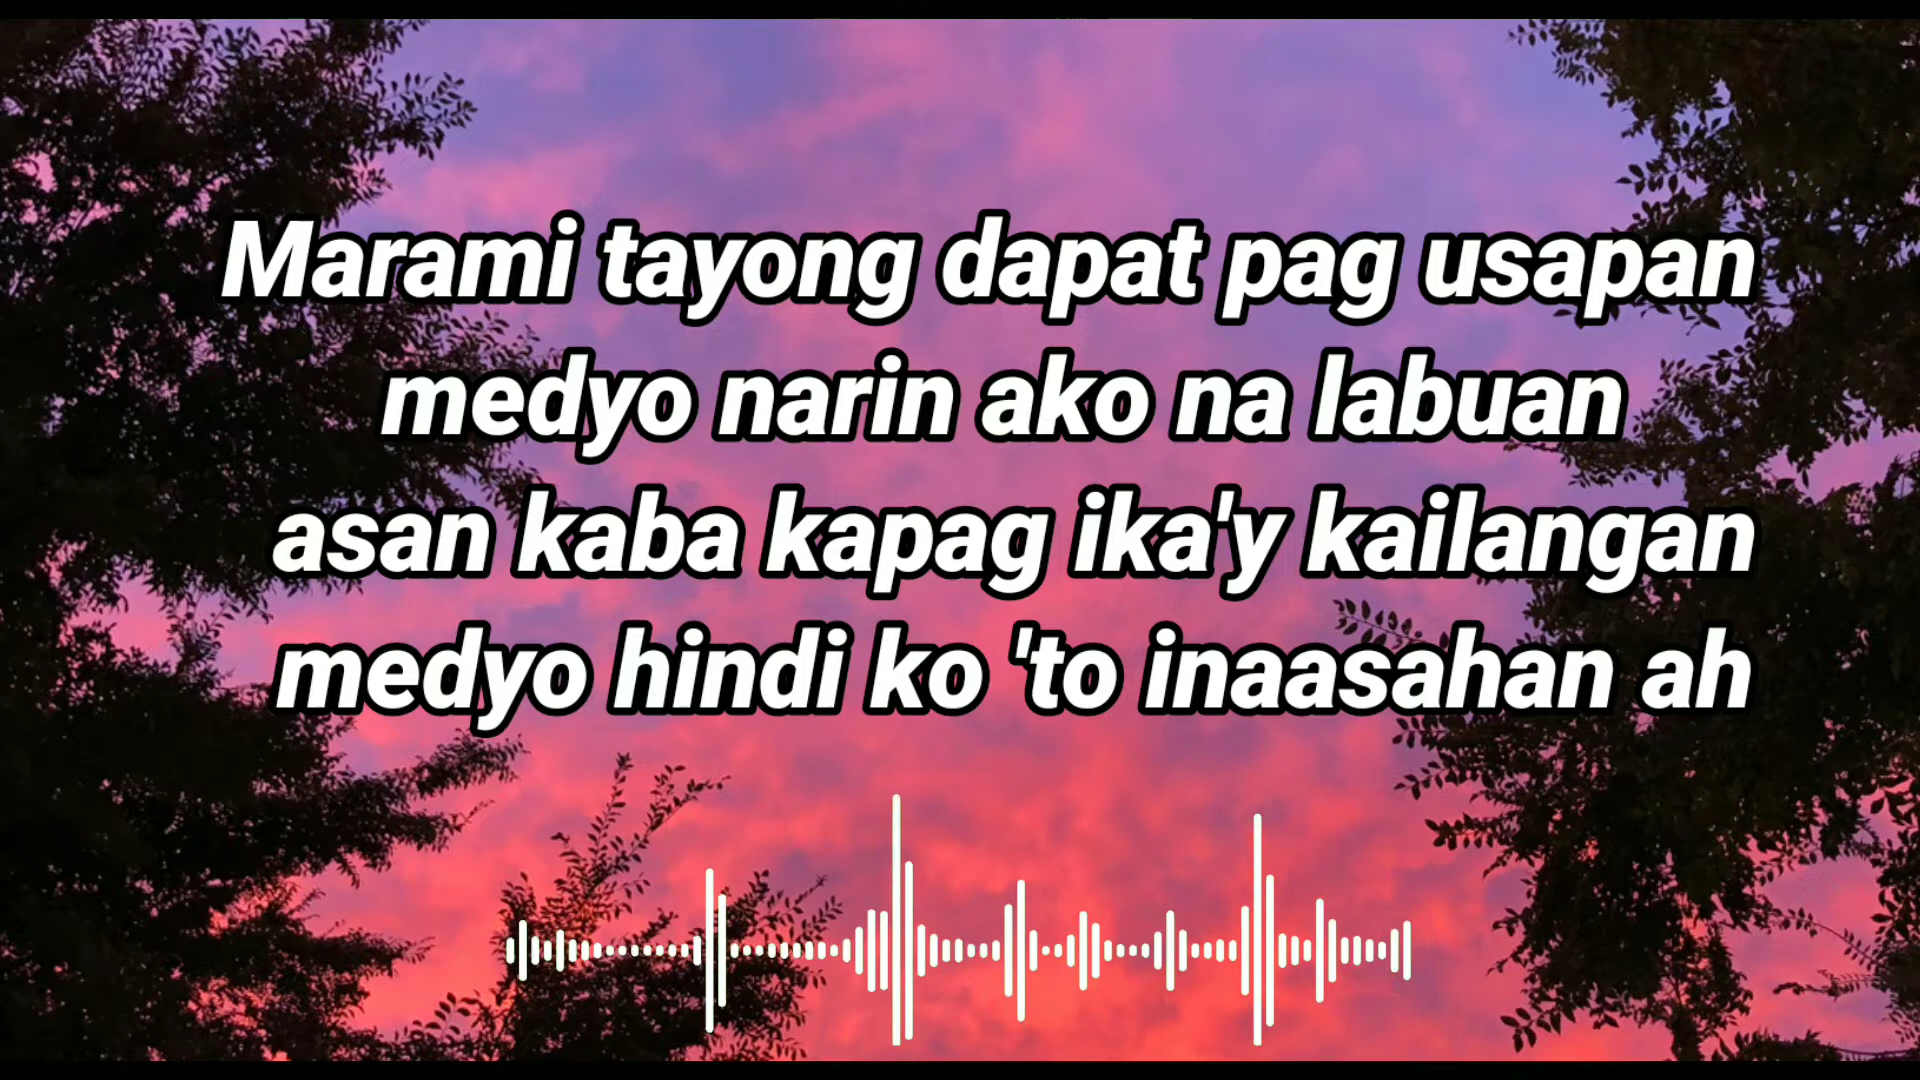 Marami tayong dapat pag usapan
medyo narin ako na labuan
asan kaba kapag ika'y kailangan
medyo hindi ko 'to inaasahan ah